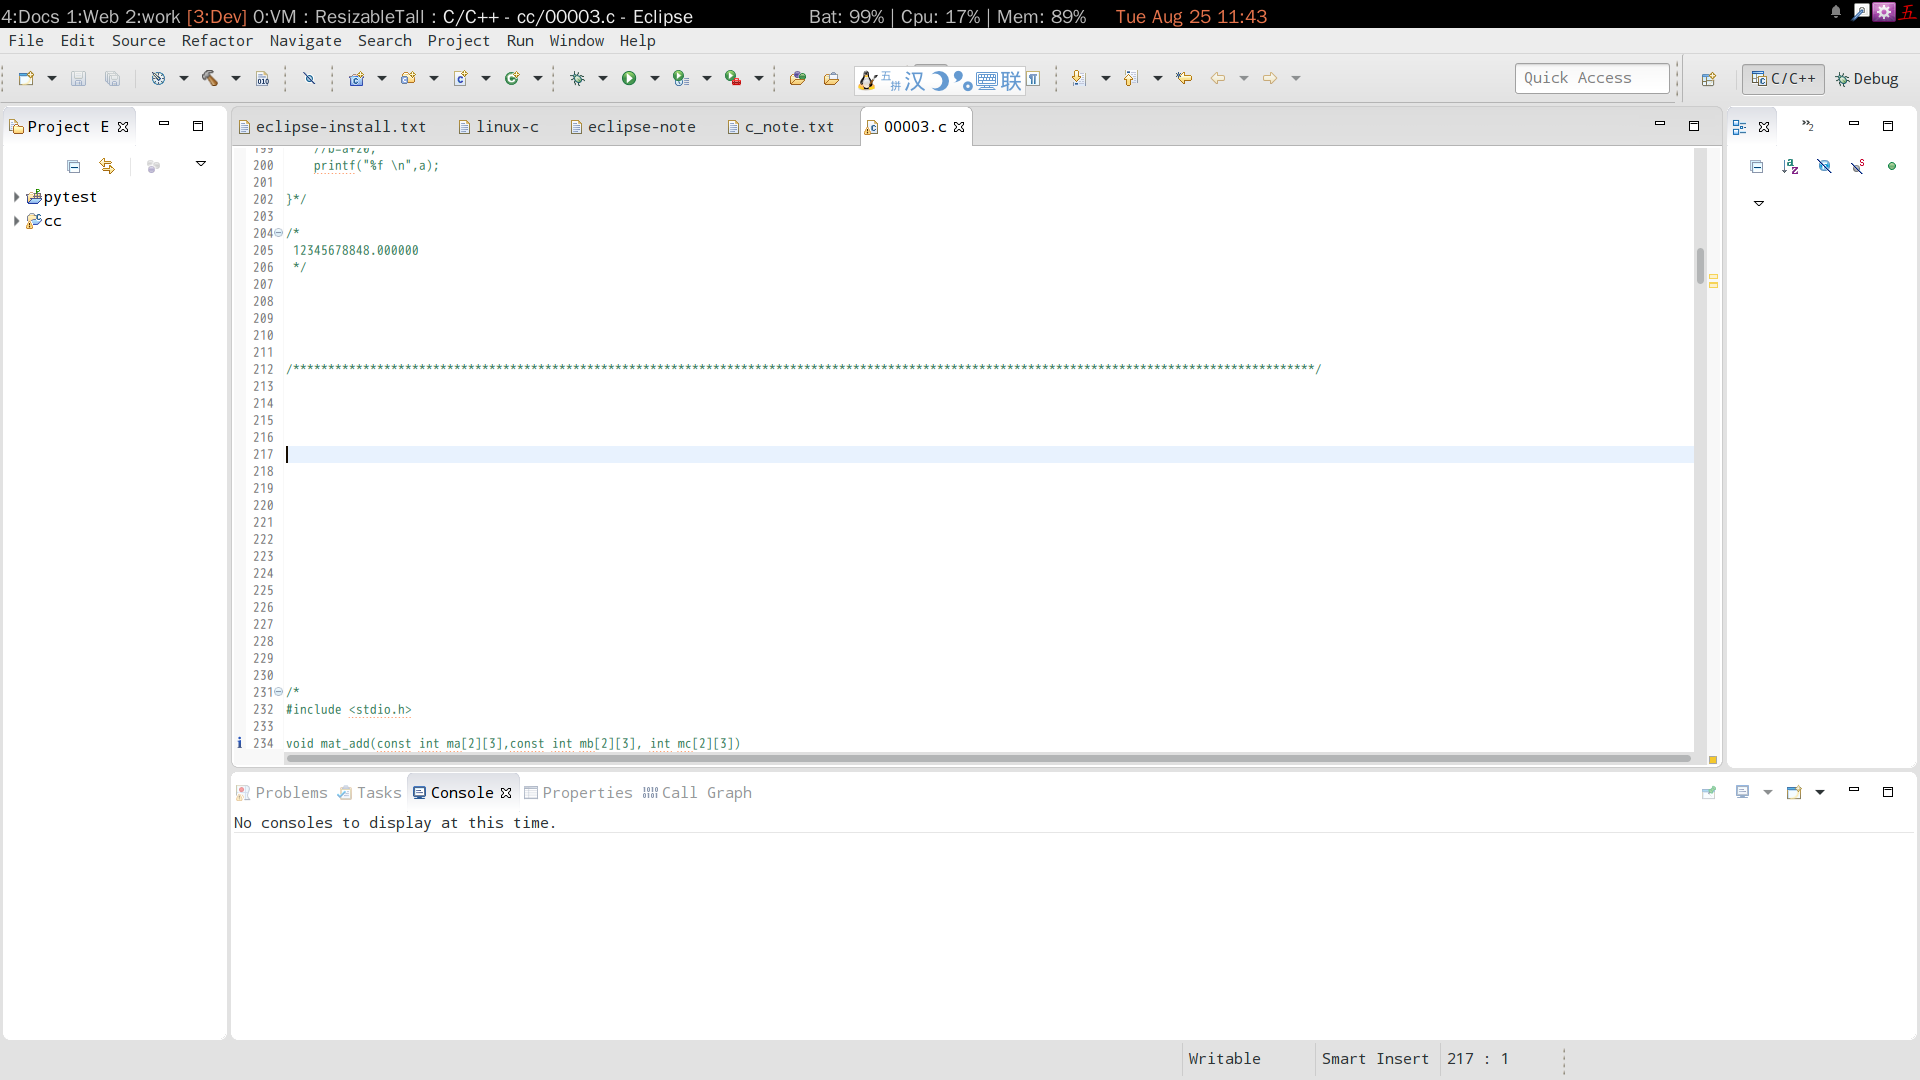 4:Docs 1:Web 2:work [3:Dev] 0:VM : ResizableTall : C/C++ - cc/00003.c - Eclipse Bat: 99% | Cpu: 17% | Mem: 89% Tue Aug 25 11:43 五
File Edit Source Refactor Navigate Search Project Run Window Help
五拼 汉 联 Quick Access C/C++ Debug
Project E eclipse-install.txt linux-c eclipse-note c_note.txt 00003.c
pytest
cc
199 //b=a+20;
200 printf("%f \n",a);
201
202 }*/
203
204 /*
205 12345678848.000000
206 */
207
208
209
210
211
212 /**************************************************************************************************************************************************/
213
214
215
216
217
218
219
220
221
222
223
224
225
226
227
228
229
230
231 /*
232 #include <stdio.h>
233
234 void mat_add(const int ma[2][3],const int mb[2][3], int mc[2][3])
Problems Tasks Console Properties Call Graph
No consoles to display at this time.
Writable Smart Insert 217 : 1